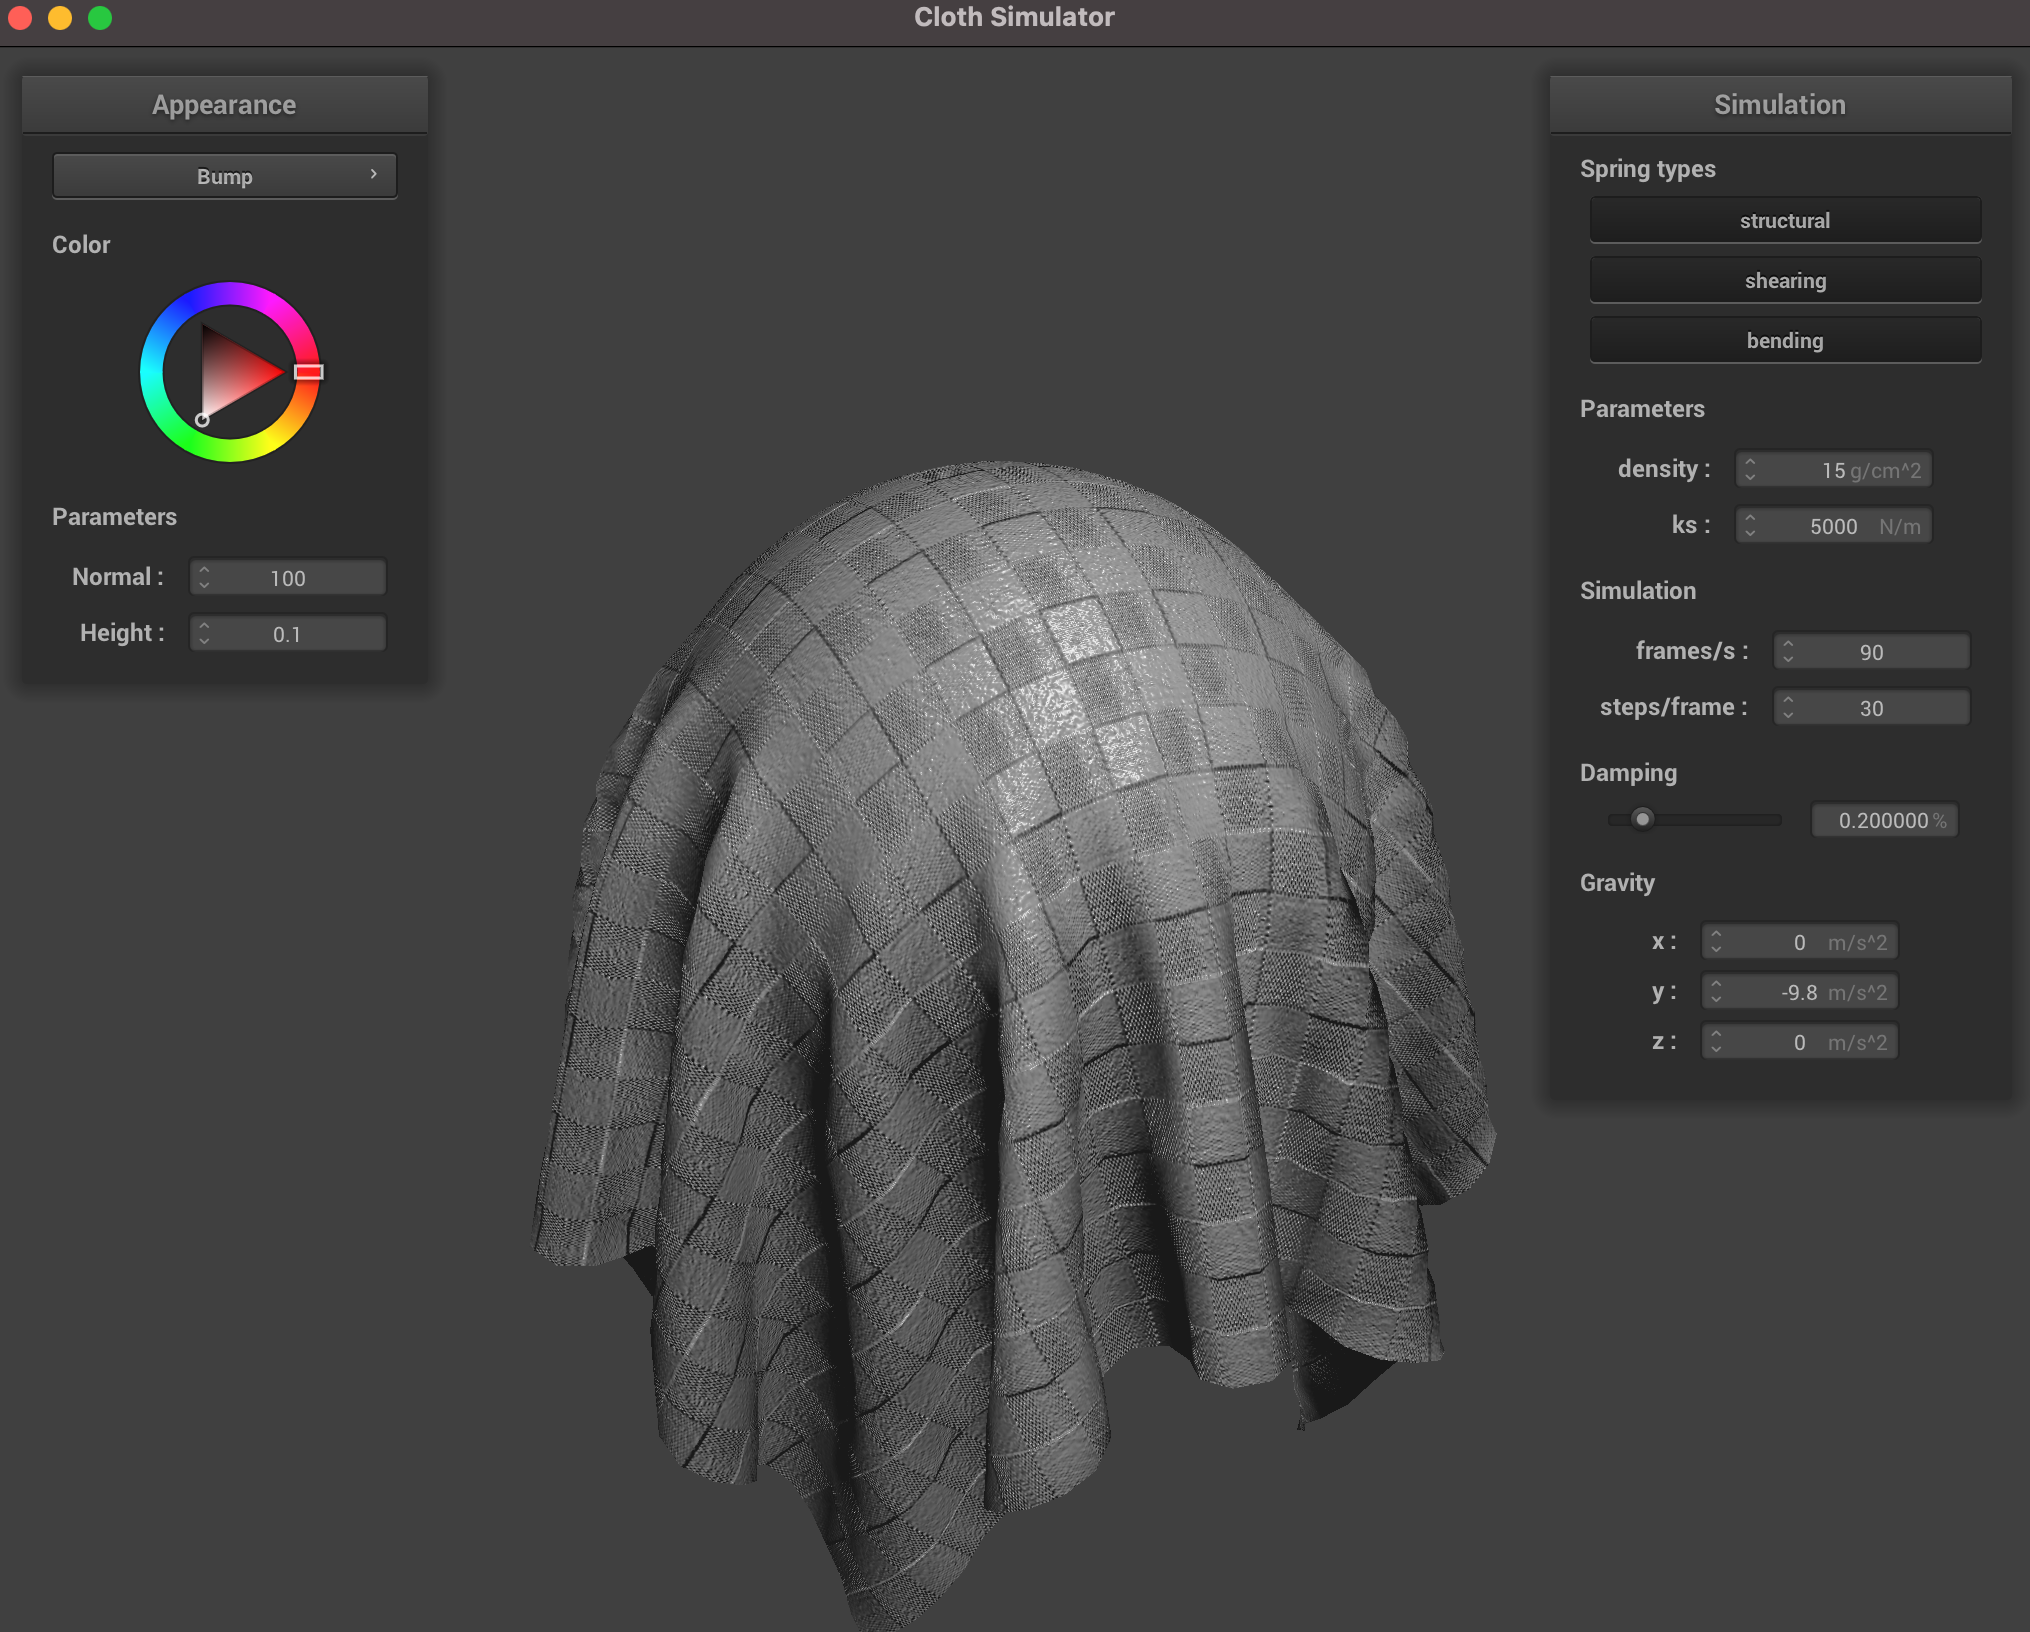 Cloth Simulator
Appearance
Bump
Color
Parameters
Normal : 100
Height : 0.1
Simulation
Spring types
structural
shearing
bending
Parameters
density : 15 g/cm^2
ks : 5000 N/m
Simulation
frames/s : 90
steps/frame : 30
Damping
0.200000 %
Gravity
x : 0 m/s^2
y : -9.8 m/s^2
z : 0 m/s^2